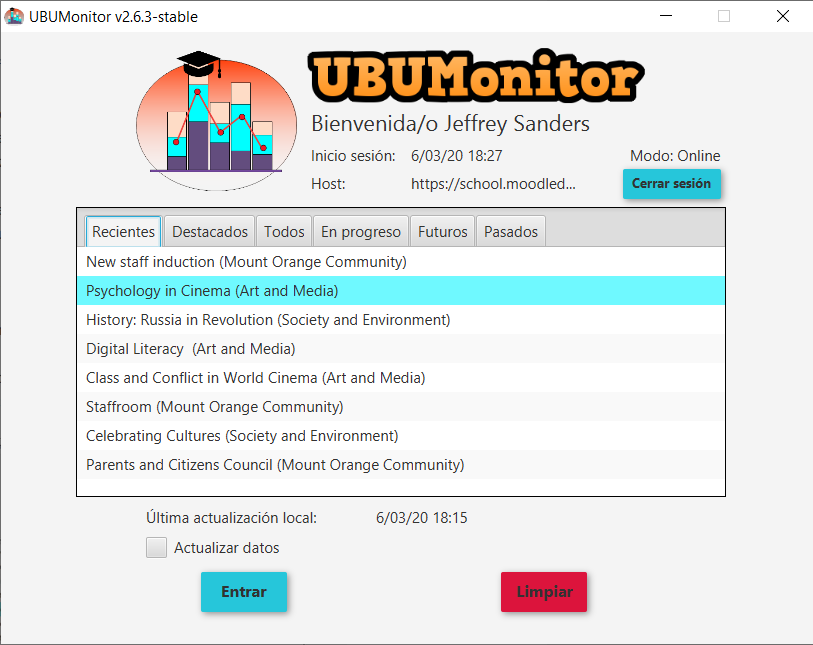 UBUMonitor v2.6.3-stable
UBUMonitor
Bienvenida/o Jeffrey Sanders
Inicio sesión: 6/03/20 18:27 Modo: Online
Host: https://school.moodled... Cerrar sesión
Recientes Destacados Todos En progreso Futuros Pasados
New staff induction (Mount Orange Community)
Psychology in Cinema (Art and Media)
History: Russia in Revolution (Society and Environment)
Digital Literacy (Art and Media)
Class and Conflict in World Cinema (Art and Media)
Staffroom (Mount Orange Community)
Celebrating Cultures (Society and Environment)
Parents and Citizens Council (Mount Orange Community)
Última actualización local: 6/03/20 18:15
Actualizar datos
Entrar Limpiar